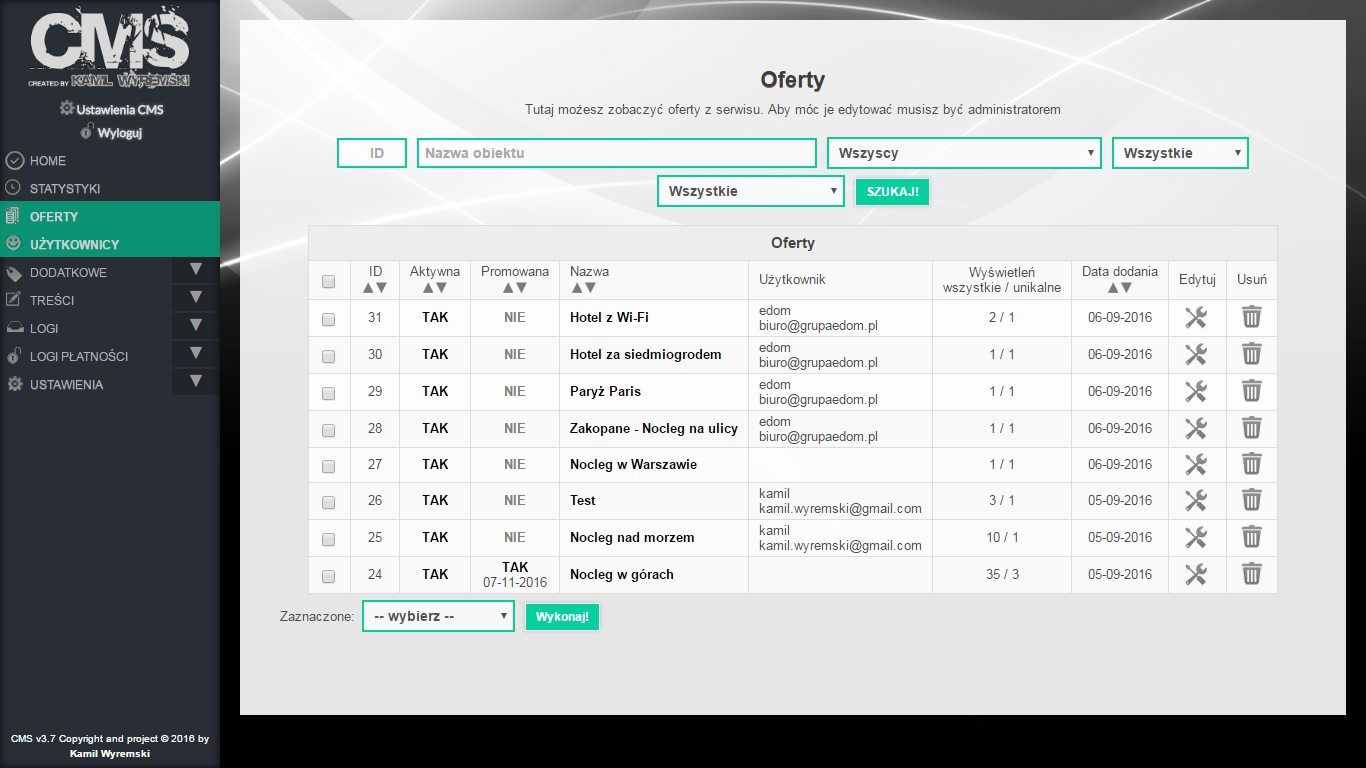 CMS
CREATED BY KAMIL WYREMSKI
Ustawienia CMS
Wyloguj
HOME
STATYSTYKI
OFERTY
UŻYTKOWNICY
DODATKOWE ▼
TREŚCI ▼
LOGI ▼
LOGI PŁATNOŚCI ▼
USTAWIENIA ▼
CMS v3.7 Copyright and project © 2016 by
Kamil Wyremski
Oferty
Tutaj możesz zobaczyć oferty z serwisu. Aby móc je edytować musisz być administratorem
ID Nazwa obiektu Wszyscy ▼ Wszystkie ▼
Wszystkie ▼ SZUKAJ!
Oferty
ID Aktywna Promowana Nazwa Użytkownik Wyświetleń Data dodania Edytuj Usuń
▲▼ ▲▼ ▲▼ ▲▼ wszystkie / unikalne ▲▼
31 TAK NIE Hotel z Wi-Fi edom 2 / 1 06-09-2016
biuro@grupaedom.pl
30 TAK NIE Hotel za siedmiogrodem edom 1 / 1 06-09-2016
biuro@grupaedom.pl
29 TAK NIE Paryż Paris edom 1 / 1 06-09-2016
biuro@grupaedom.pl
28 TAK NIE Zakopane - Nocleg na ulicy edom 1 / 1 06-09-2016
biuro@grupaedom.pl
27 TAK NIE Nocleg w Warszawie 1 / 1 06-09-2016
26 TAK NIE Test kamil 3 / 1 05-09-2016
kamil.wyremski@gmail.com
25 TAK NIE Nocleg nad morzem kamil 10 / 1 05-09-2016
kamil.wyremski@gmail.com
24 TAK TAK Nocleg w górach 35 / 3 05-09-2016
07-11-2016
Zaznaczone: -- wybierz -- ▼ Wykonaj!